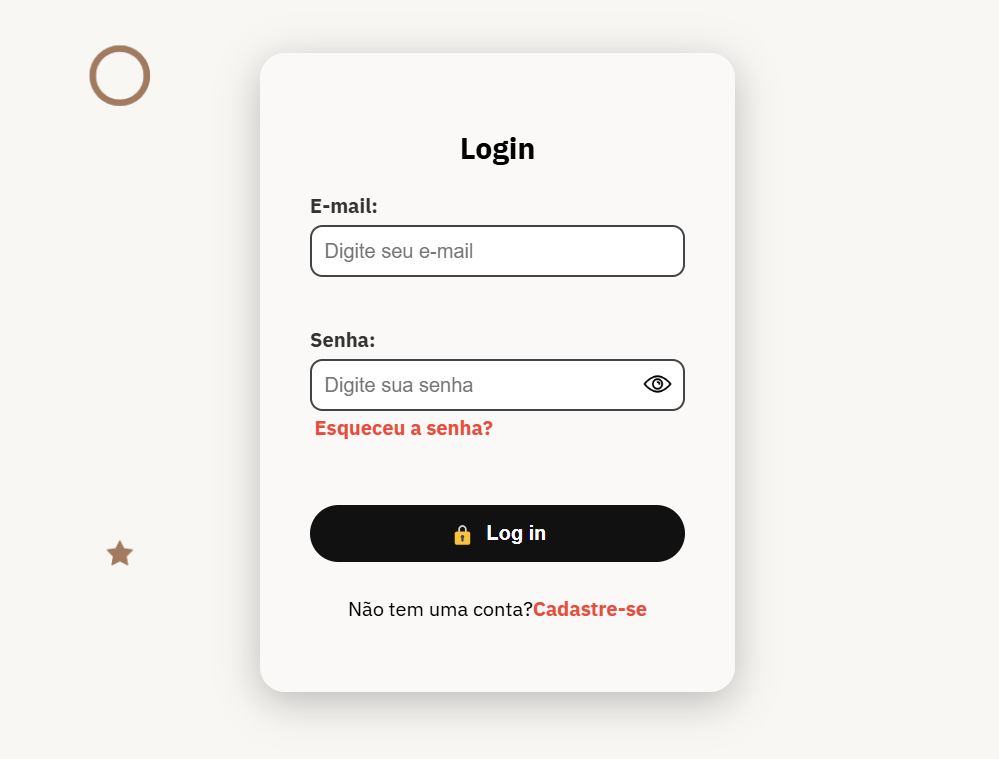 Login
E-mail:
Digite seu e-mail
Senha:
Digite sua senha
Esqueceu a senha?
Log in
Não tem uma conta?Cadastre-se